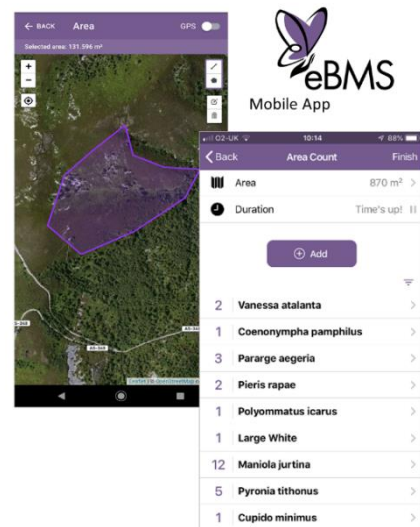 ← BACK Area GPS
Selected area: 131.596 m²
eBMS
Mobile App
O2-UK 10:14 88%
Back Area Count Finish
Area 870 m²
Duration Time's up!
Add
2 Vanessa atalanta
1 Coenonympha pamphilus
3 Pararge aegeria
2 Pieris rapae
1 Polyommatus icarus
1 Large White
12 Maniola jurtina
5 Pyronia tithonus
1 Cupido minimus